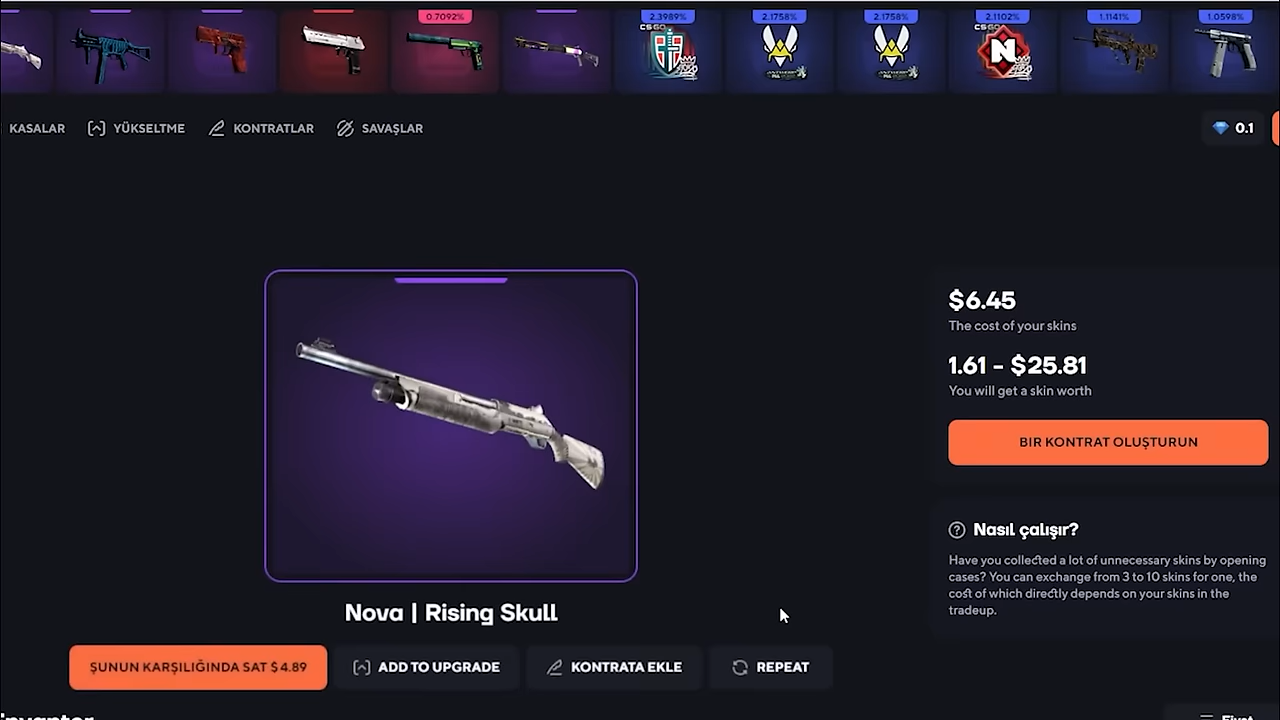 0.7092%
2.3989%
2.1758%
2.1758%
2.1102%
1.1141%
1.0598%
KASALAR
YÜKSELTME
KONTRATLAR
SAVAŞLAR
0.1
$6.45
The cost of your skins
1.61 - $25.81
You will get a skin worth
BIR KONTRAT OLUŞTURUN
Nasıl çalışır?
Have you collected a lot of unnecessary skins by opening
cases? You can exchange from 3 to 10 skins for one, the
cost of which directly depends on your skins in the
tradeup.
Nova | Rising Skull
ŞUNUN KARŞILIĞINDA SAT $4.89
ADD TO UPGRADE
KONTRATA EKLE
REPEAT